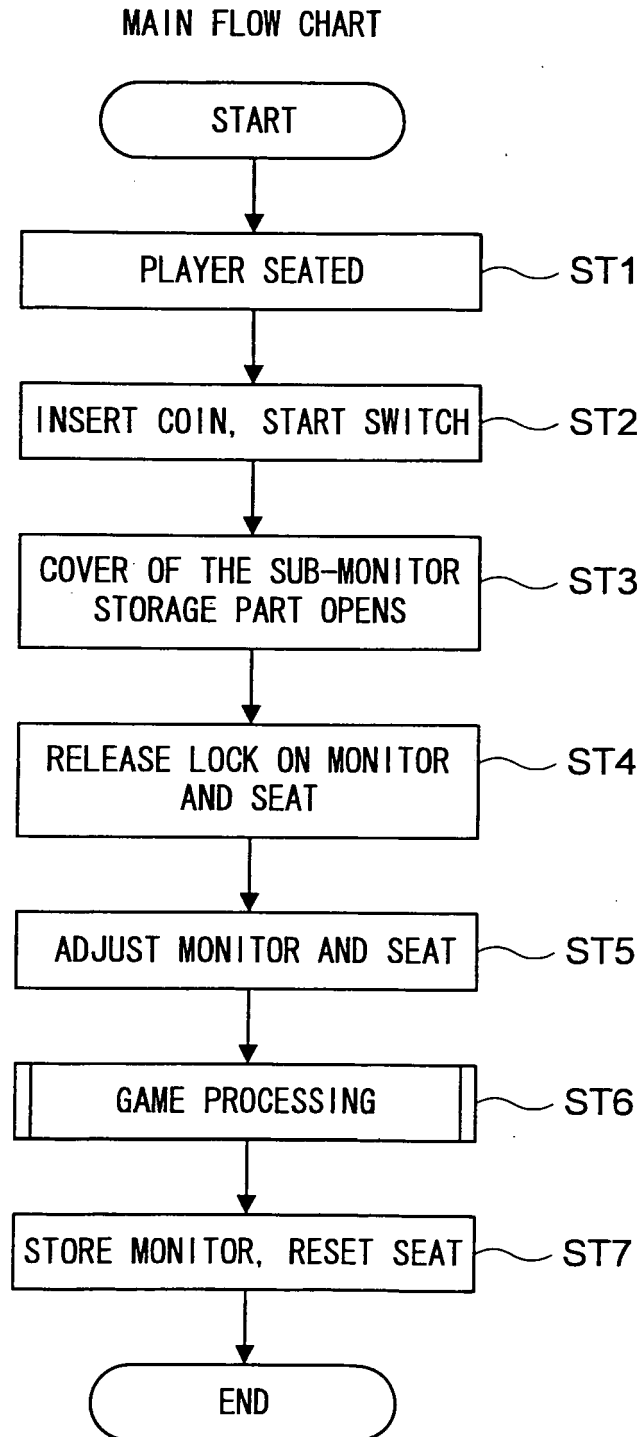 MAIN FLOW CHART
START
PLAYER SEATED
ST1
INSERT COIN, START SWITCH
ST2
COVER OF THE SUB-MONITOR
STORAGE PART OPENS
ST3
RELEASE LOCK ON MONITOR
AND SEAT
ST4
ADJUST MONITOR AND SEAT
ST5
GAME PROCESSING
ST6
STORE MONITOR, RESET SEAT
ST7
END